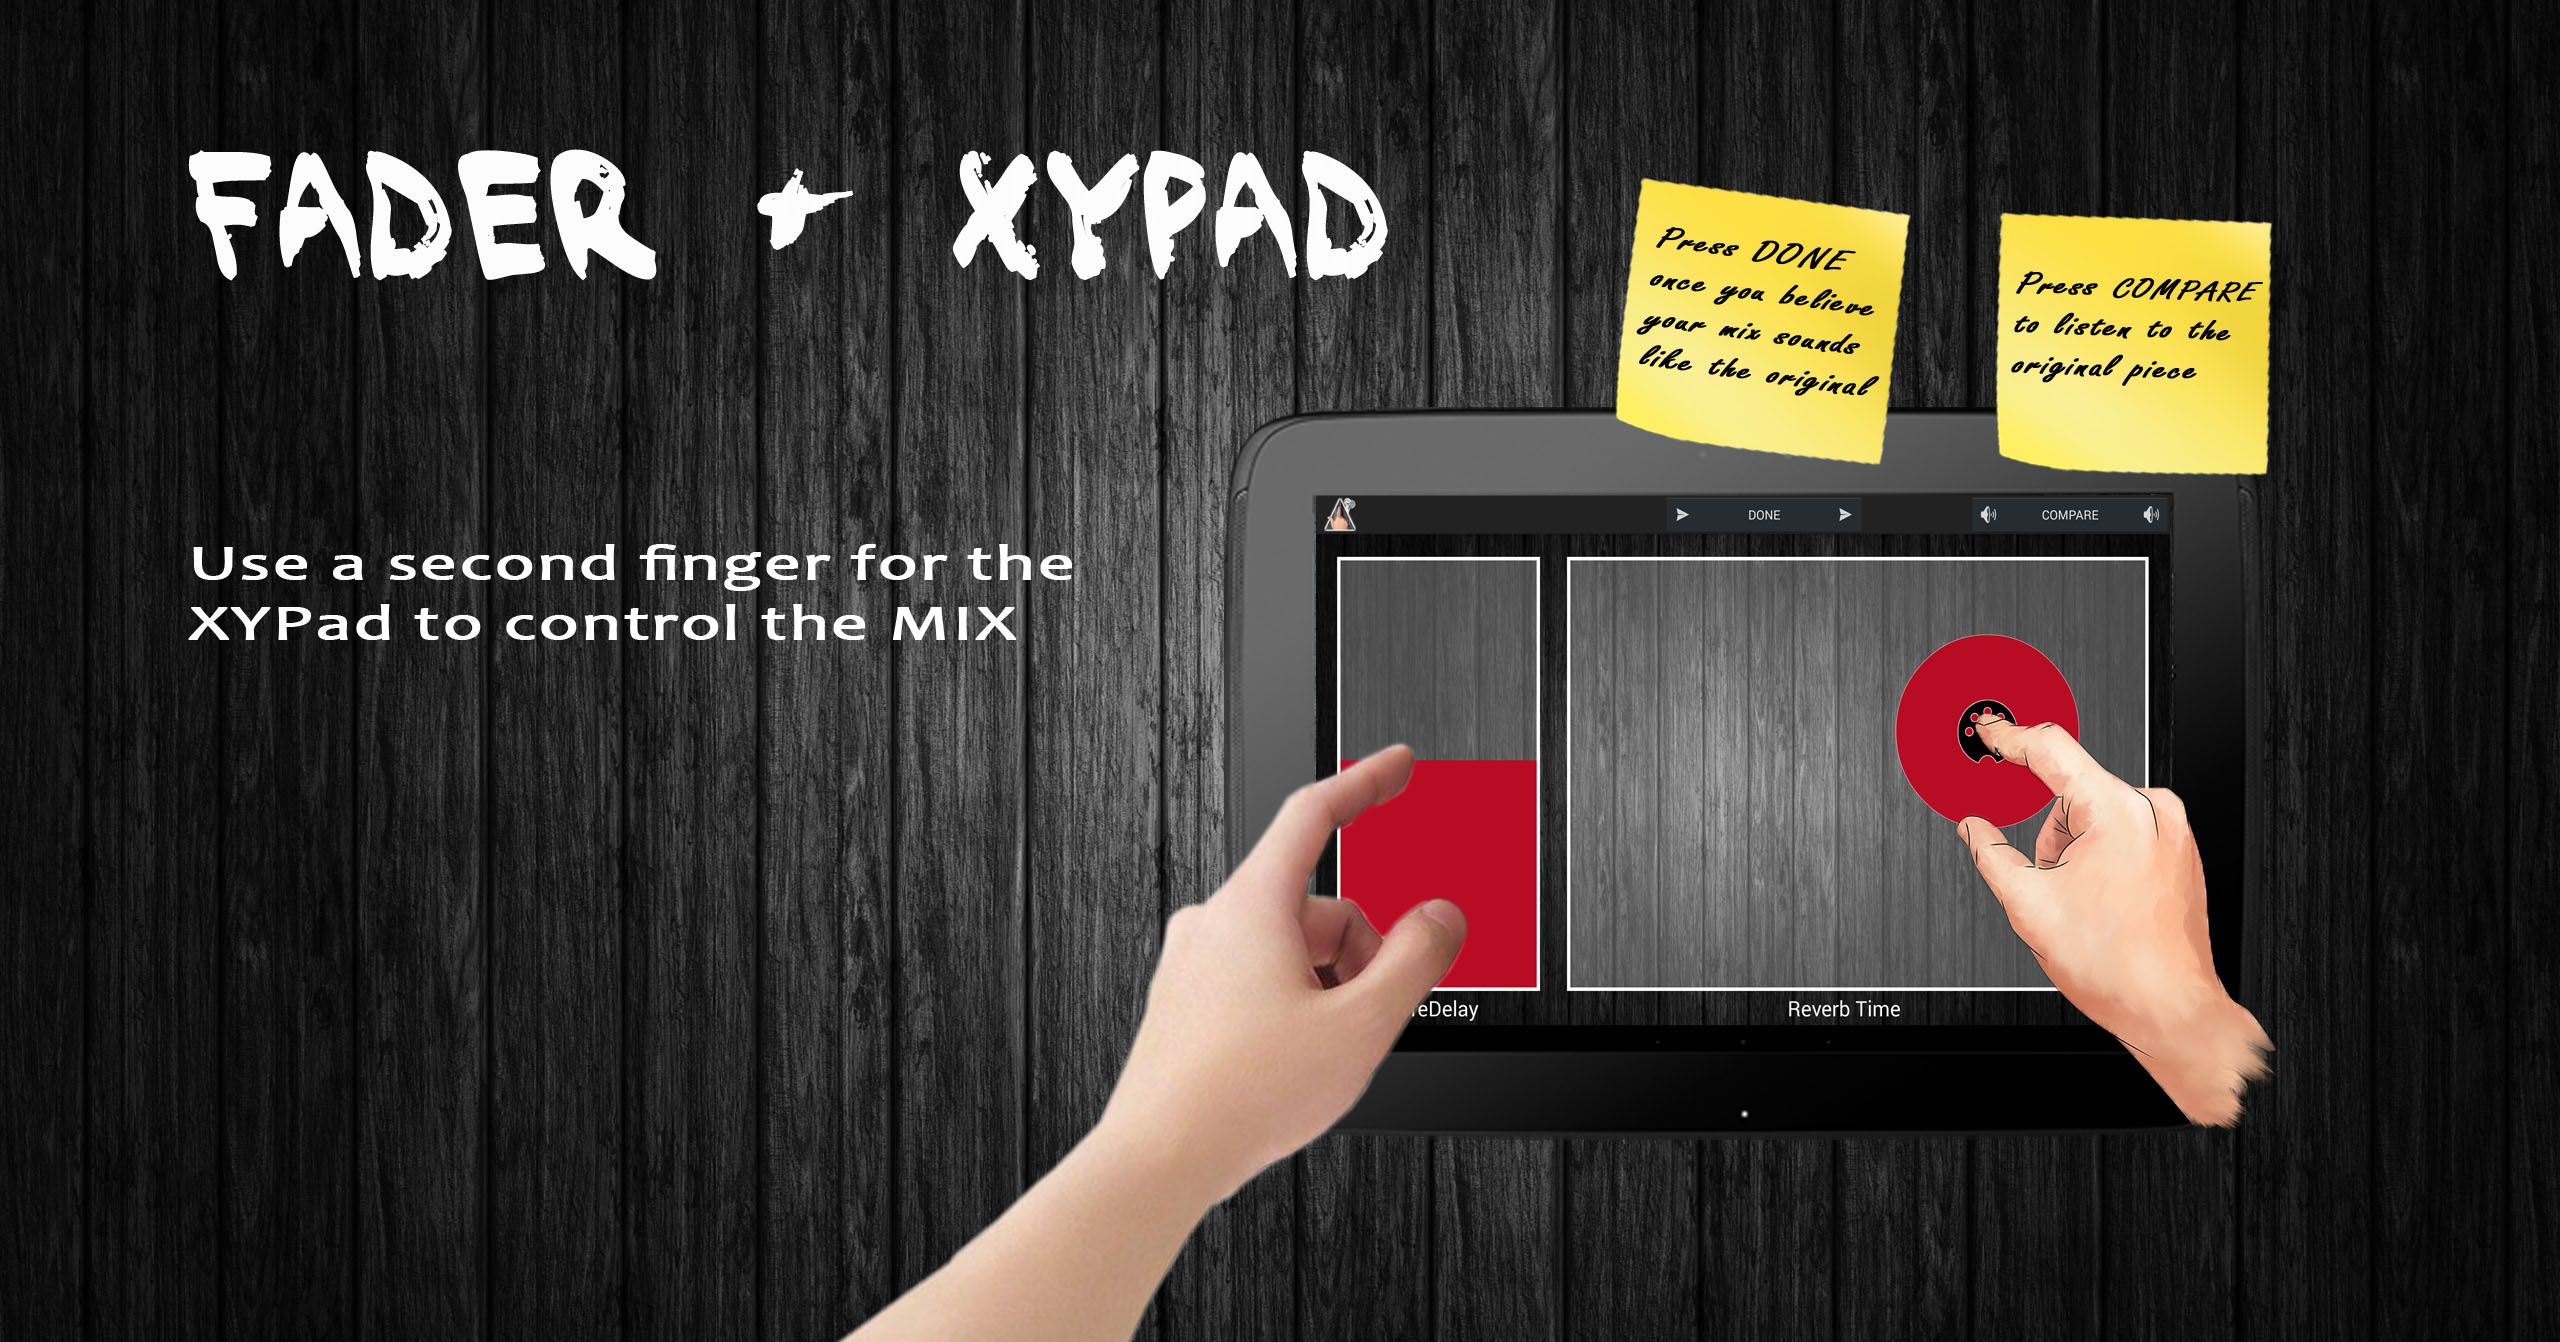 FADER + XYPAD
Use a second finger for the
XYPad to control the MIX
Press DONE
once you believe
your mix sounds
like the original
Press COMPARE
to listen to the
original piece
DONE
COMPARE
reDelay
Reverb Time